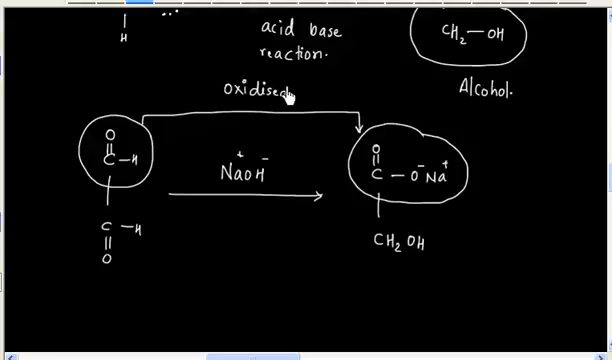 H
acid base
reaction.
CH2—OH
Alcohol.
oxidised
O
||
C—H
C—H
||
O
Na+OH−
O
||
C—O−Na+
CH2OH